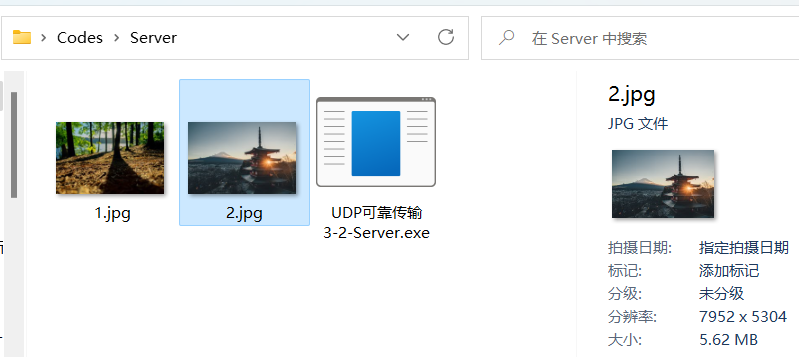 Codes
Server
在 Server 中搜索
1.jpg
2.jpg
UDP可靠传输
3-2-Server.exe
2.jpg
JPG 文件
拍摄日期: 指定拍摄日期
标记: 添加标记
分级: 未分级
分辨率: 7952 x 5304
大小: 5.62 MB